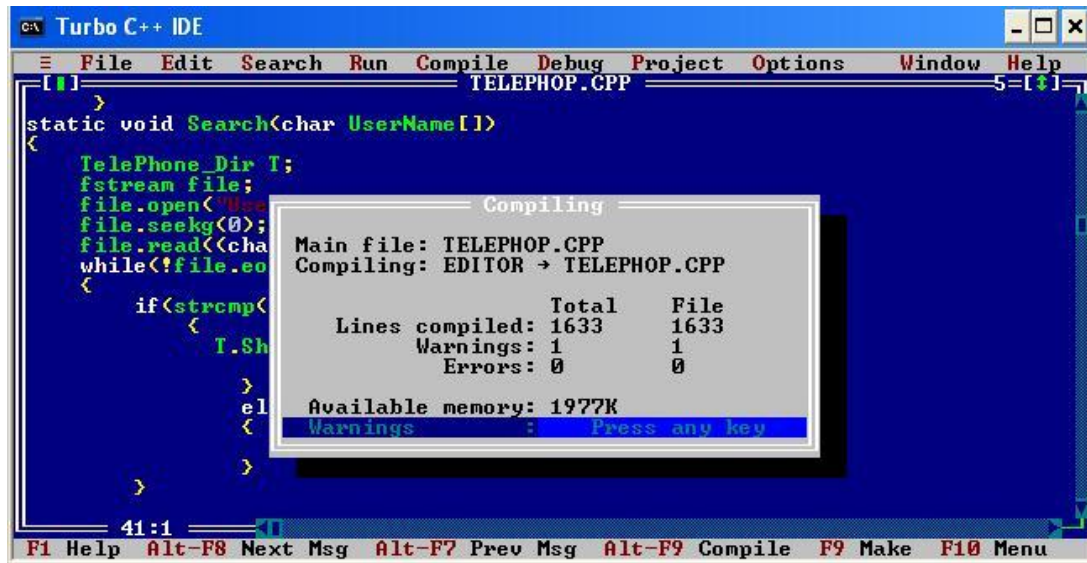 Turbo C++ IDE
≡ File Edit Search Run Compile Debug Project Options Window Help
[■] TELEPHOP.CPP 5=[↕]
}
static void Search(char UserName[])
{
TelePhone_Dir T;
fstream file;
file.open("Use
file.seekg(0);
file.read((cha
while(!file.eo
{
if(strcmp(
{
T.Sh
}
el
{
}
}
Compiling
Main file: TELEPHOP.CPP
Compiling: EDITOR → TELEPHOP.CPP
Total File
Lines compiled: 1633 1633
Warnings: 1 1
Errors: 0 0
Available memory: 1977K
Warnings : Press any key
41:1
F1 Help Alt-F8 Next Msg Alt-F7 Prev Msg Alt-F9 Compile F9 Make F10 Menu